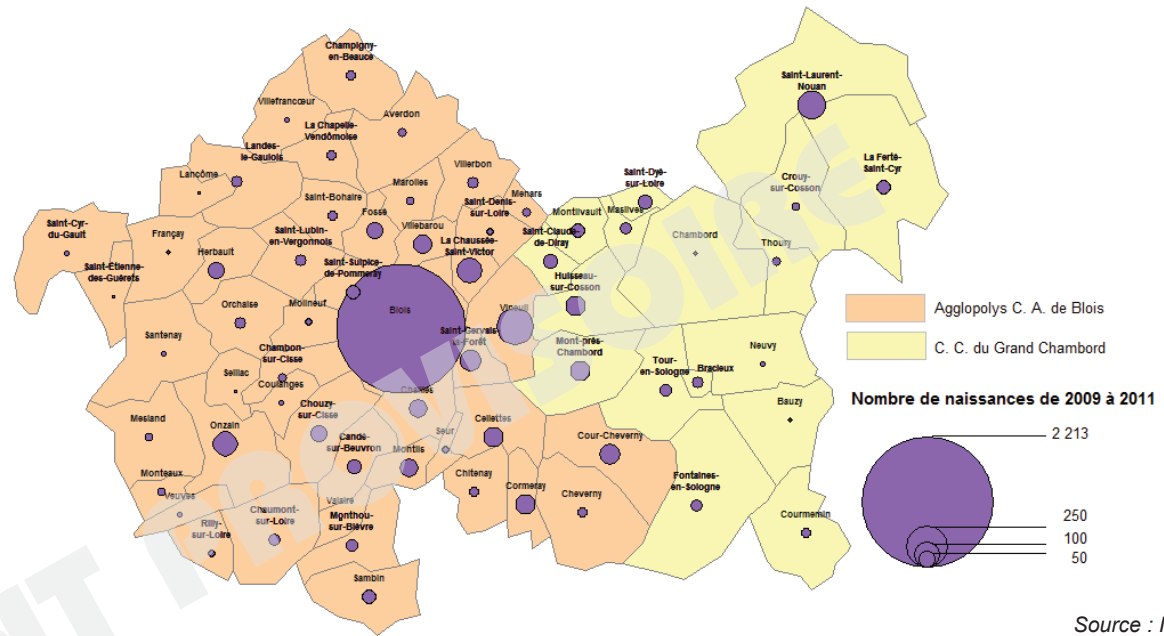 Champigny-
en-Beauce
Saint-Laurent-
Nouan
Villefrancœur
Averdon
La Chapelle-
Vendômoise
Landes-
le-Gaulois
La Ferté-
Saint-Cyr
Villerbon
Saint-Dyé-
sur-Loire
Crouy-
sur-Cosson
Lancôme
Marolles
Menars
Saint-Bohaire
Saint-Denis-
sur-Loire
Maslives
Fossé
Montlivault
Saint-Cyr-
du-Gault
Villebarou
Saint-Claude-
de-Diray
Chambord
Françay
Saint-Lubin-
en-Vergonnois
La Chaussée-
Saint-Victor
Thoury
Herbault
Saint-Étienne-
des-Guérets
Saint-Sulpice-
de-Pommeray
Huisseau-
sur-Cosson
Orchaise
Molineuf
Blois
Vineuil
Agglopolys C. A. de Blois
Santenay
Saint-Gervais-
la-Forêt
Mont-près-
Chambord
C. C. du Grand Chambord
Chambon-
sur-Cisse
Tour-
en-Sologne
Neuvy
Bracieux
Seillac
Coulanges
Chailles
Nombre de naissances de 2009 à 2011
Chouzy-
sur-Cisse
Bauzy
Mesland
Onzain
Cellettes
2 213
Candé-
sur-Beuvron
Seur
Cour-Cheverny
Montils
Monteaux
Chitenay
Fontaines-
en-Sologne
Cormeray
Cheverny
Veuves
Valaire
Rilly-
sur-Loire
Chaumont-
sur-Loire
Monthou-
sur-Bièvre
Courmemin
250
100
50
Sambin
Source : I
NT PROVISOIRE